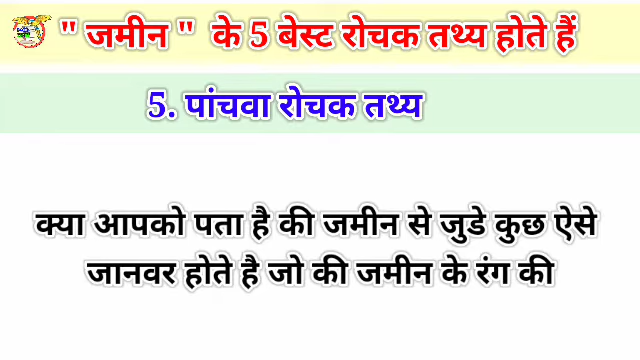 " जमीन " के 5 बेस्ट रोचक तथ्य होते हैं
5. पांचवा रोचक तथ्य
क्या आपको पता है की जमीन से जुडे कुछ ऐसे
जानवर होते है जो की जमीन के रंग की